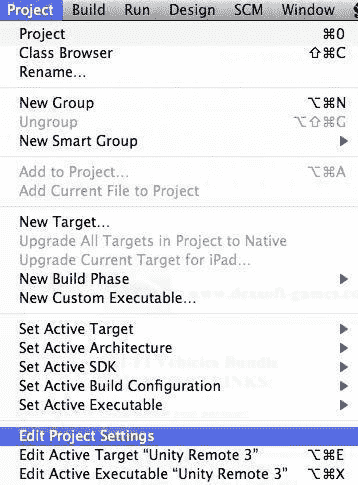 Project Build Run Design SCM Window
Project ⌘0
Class Browser ⇧⌘C
Rename...
New Group ⌥⌘N
Ungroup ⌥⇧⌘G
New Smart Group ▶
Add to Project... ⌥⌘A
Add Current File to Project
New Target...
Upgrade All Targets in Project to Native
Upgrade Current Target for iPad...
New Build Phase ▶
New Custom Executable...
Set Active Target ▶
Set Active Architecture ▶
Set Active SDK ▶
Set Active Build Configuration ▶
Set Active Executable ▶
Edit Project Settings
Edit Active Target “Unity Remote 3” ⌥⌘E
Edit Active Executable “Unity Remote 3” ⌥⌘X